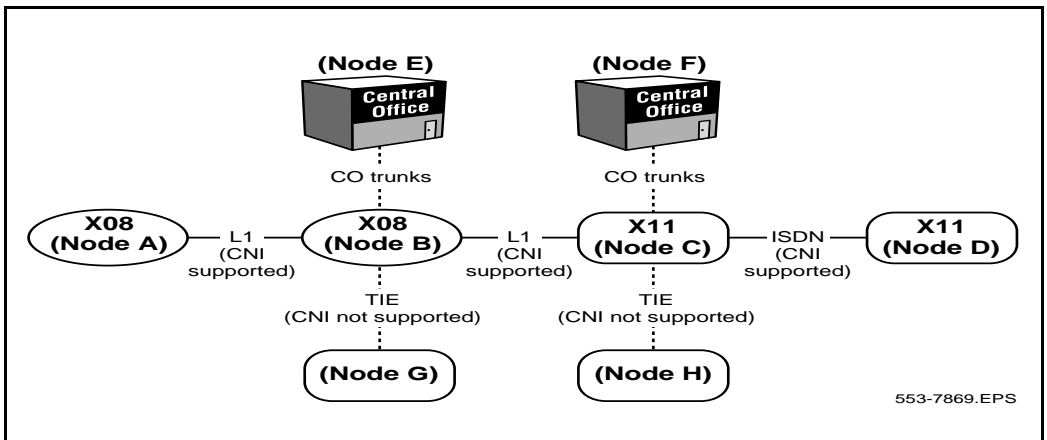 (Node E)
(Node F)
Central
Office
Central
Office
CO trunks
CO trunks
X08
(Node A)
L1
(CNI
supported)
X08
(Node B)
L1
(CNI
supported)
X11
(Node C)
ISDN
(CNI
supported)
X11
(Node D)
TIE
(CNI not supported)
TIE
(CNI not supported)
(Node G)
(Node H)
553-7869.EPS